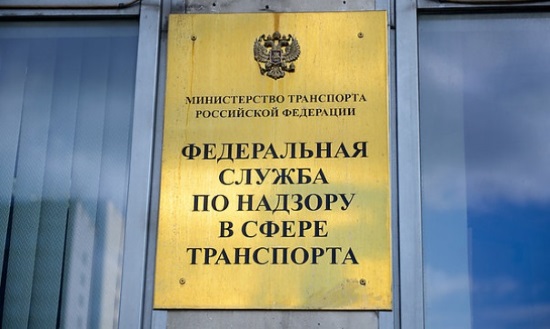 МИНИСТЕРСТВО ТРАНСПОРТА
РОССИЙСКОЙ ФЕДЕРАЦИИ
ФЕДЕРАЛЬНАЯ
СЛУЖБА
ПО НАДЗОРУ
В СФЕРЕ
ТРАНСПОРТА